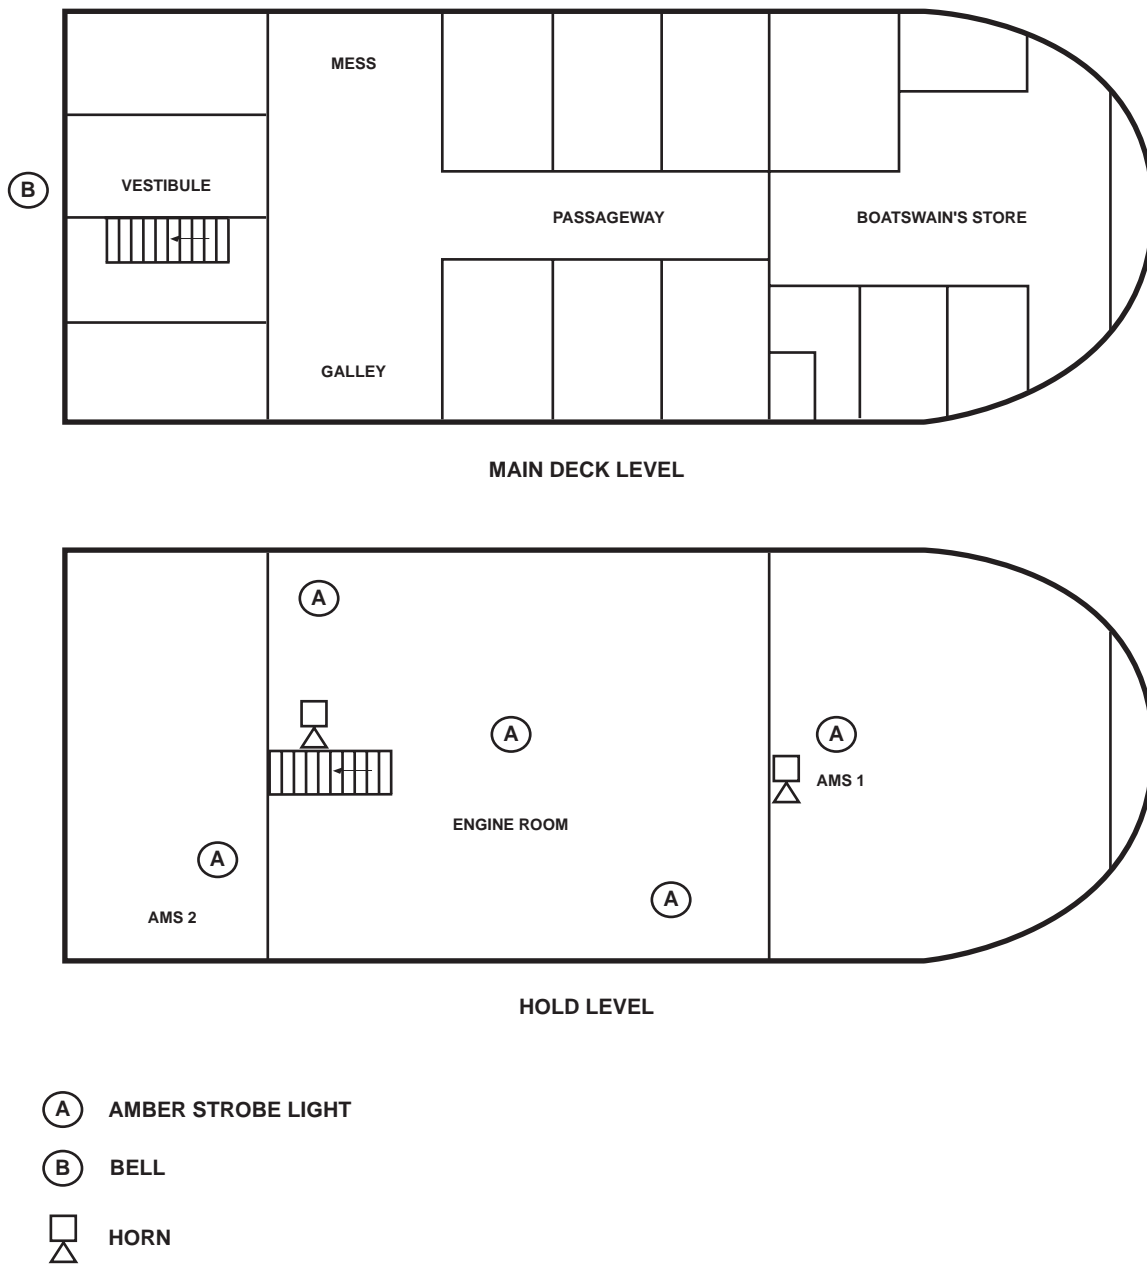 MESS
B
VESTIBULE
PASSAGEWAY
BOATSWAIN'S STORE
GALLEY
MAIN DECK LEVEL
A
A
A
AMS 1
ENGINE ROOM
A
A
AMS 2
HOLD LEVEL
A AMBER STROBE LIGHT
B BELL
HORN